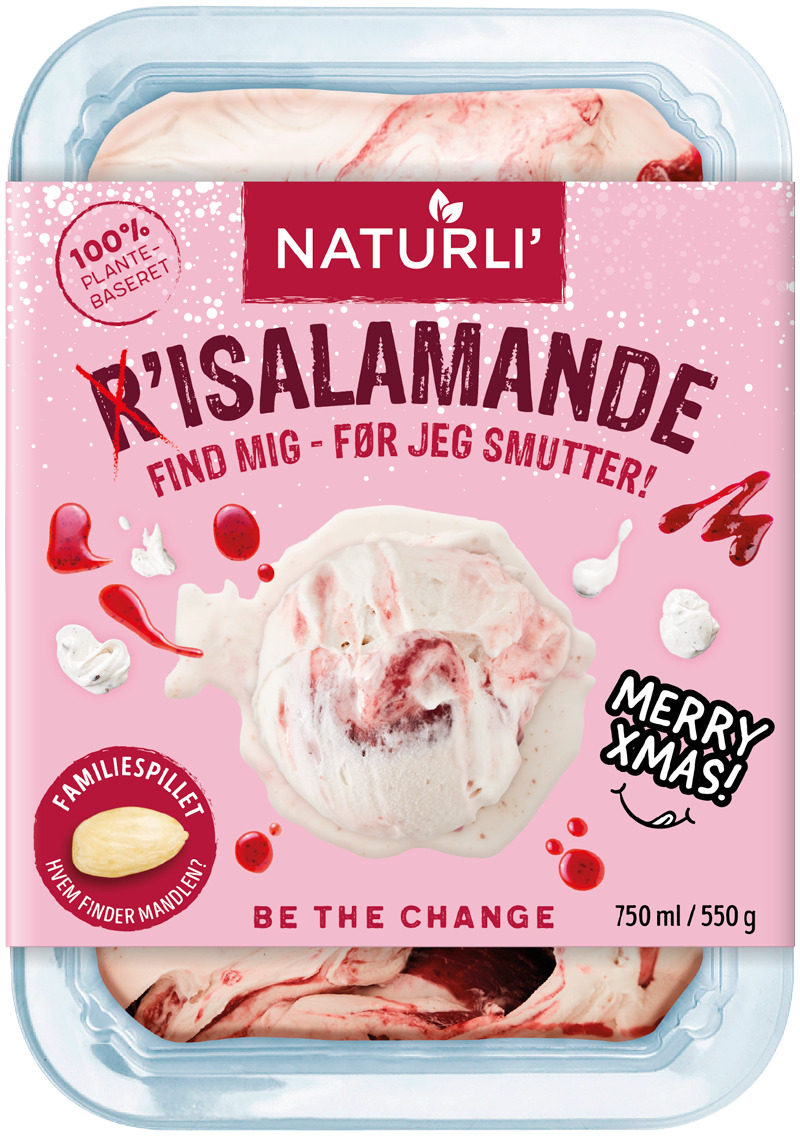 NATURLI’
100%
PLANTE-
BASERET
R’ISALAMANDE
FIND MIG - FØR JEG SMUTTER!
MERRY
XMAS!
FAMILIESPILLET
HVEM FINDER MANDLEN?
BE THE CHANGE
750 ml / 550 g